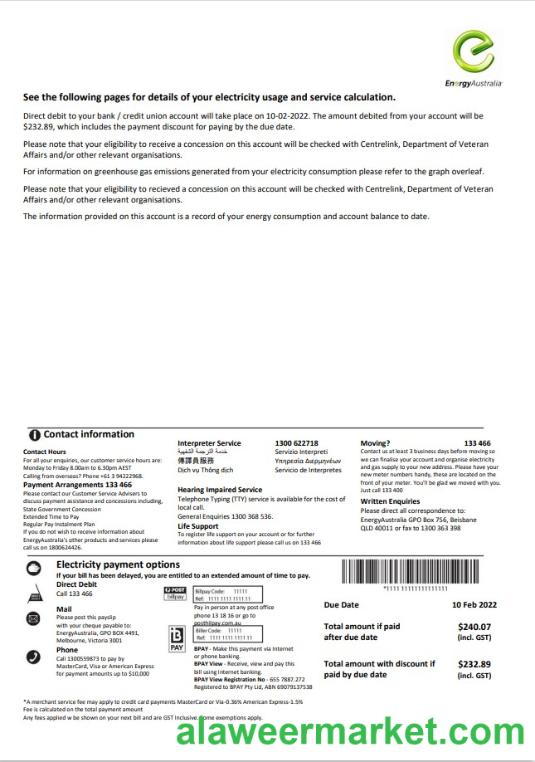 EnergyAustralia
See the following pages for details of your electricity usage and service calculation.
Direct debit to your bank / credit union account will take place on 10-02-2022. The amount debited from your account will be
$232.89, which includes the payment discount for paying by the due date.
Please note that your eligibility to receive a concession on this account will be checked with Centrelink, Department of Veteran
Affairs and/or other relevant organisations.
For information on greenhouse gas emissions generated from your electricity consumption please refer to the graph overleaf.
Please note that your eligibility to recieved a concession on this account will be checked with Centrelink, Department of Veteran
Affairs and/or other relevant organisations.
The information provided on this account is a record of your energy consumption and account balance to date.
Contact information
Contact Hours
For all your enquiries, our customer service hours are:
Monday to Friday 8.00am to 6.30pm AEST
Calling from overseas? Phone +61 3 94222968.
Payment Arrangements 133 466
Please contact our Customer Service Advisers to
discuss payment assistance and concessions including,
State Government Concession
Extended Time to Pay
Regular Pay Instalment Plan
If you do not wish to receive information about
EnergyAustralia's other products and services please
call us on 1800624426.
Interpreter Service 1300 622718
خدمة الترجمة الشفهية Servizio Interpreti
傳譯員服務 Υπηρεσία Διερμηνέων
Dịch vụ Thông dịch Servicio de Interpretes
Hearing Impaired Service
Telephone Typing (TTY) service is available for the cost of
local call.
General Enquiries 1300 368 536.
Life Support
To register life support on your account or for further
information about life support please call us on 133 466
Moving? 133 466
Contact us at least 3 business days before moving so
we can finalise your account and organise electricity
and gas supply to your new address. Please have your
new meter numbers handy, these are located on the
front of your meter. They'll be glad we moved with you.
Just call 133 400
Written Enquiries
Please direct all correspondence to:
EnergyAustralia GPO Box 756, Beisbane
QLD 40011 or fax to 1300 363 398
Electricity payment options
If your bill has been delayed, you are entitled to an extended amount of time to pay.
Direct Debit
Call 133 466
Mail
Please post this payslip
with your cheque payable to:
EnergyAustralia, GPO BOX 4491,
Melbourne, Victoria 3001
Phone
Call 1300559873 to pay by
MasterCard, Visa or American Express
for payment amounts up to $10,000
POST
billpay
Billpay Code: 11111
Ref: 1111 1111 1111 11
Pay in person at any post office
phone 13 18 16 or go to
posthillpay.com.au
B
PAY
Biller Code: 11111
Ref: 1111 1111 1111 11
BPAY - Make this payment via Internet
or phone banking.
BPAY View - Receive, view and pay this
bill using Internet banking.
BPAY View Registration No - 655 7887.272
Registered to BPAY Pty Ltd, ABN 69079137538
*1111 11111111111111
Due Date 10 Feb 2022
Total amount if paid $240.07
after due date (incl. GST)
Total amount with discount if $232.89
paid by due date (incl. GST)
*A merchant service fee may apply to credit card payments MasterCard or Via-0.36% American Express-1.5%
Fee is calculated on the total payment amount
Any fees applied w be shown on your next bill and are GST Inclusive. Some exemptions apply.
alaweermarket.com